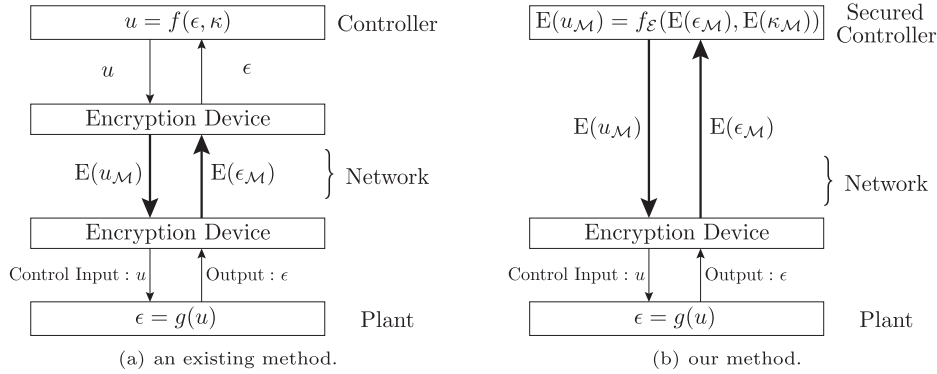 u = f(ϵ, κ)
Controller
u
ϵ
Encryption Device
E(u_ℳ)
E(ϵ_ℳ)
Network
Encryption Device
Control Input : u
Output : ϵ
ϵ = g(u)
Plant
(a) an existing method.
E(u_ℳ) = f_ℰ(E(ϵ_ℳ), E(κ_ℳ))
Secured
Controller
E(u_ℳ)
E(ϵ_ℳ)
Network
Encryption Device
Control Input : u
Output : ϵ
ϵ = g(u)
Plant
(b) our method.